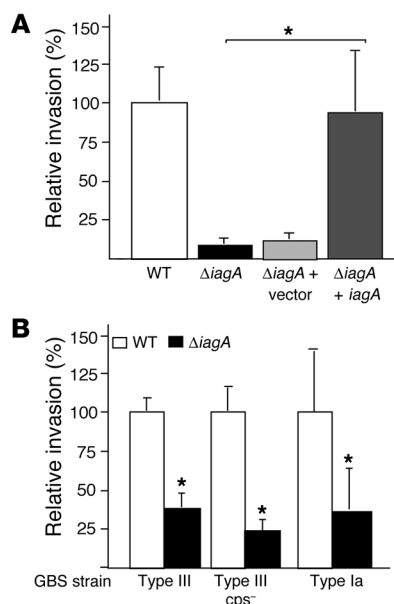 A
*
Relative invasion (%)
150
125
100
75
50
25
WT
ΔiagA
ΔiagA +
vector
ΔiagA
+ iagA
B
Relative invasion (%)
150
125
100
75
50
25
WT
ΔiagA
*
*
*
GBS strain
Type III
Type III
cps⁻
Type Ia